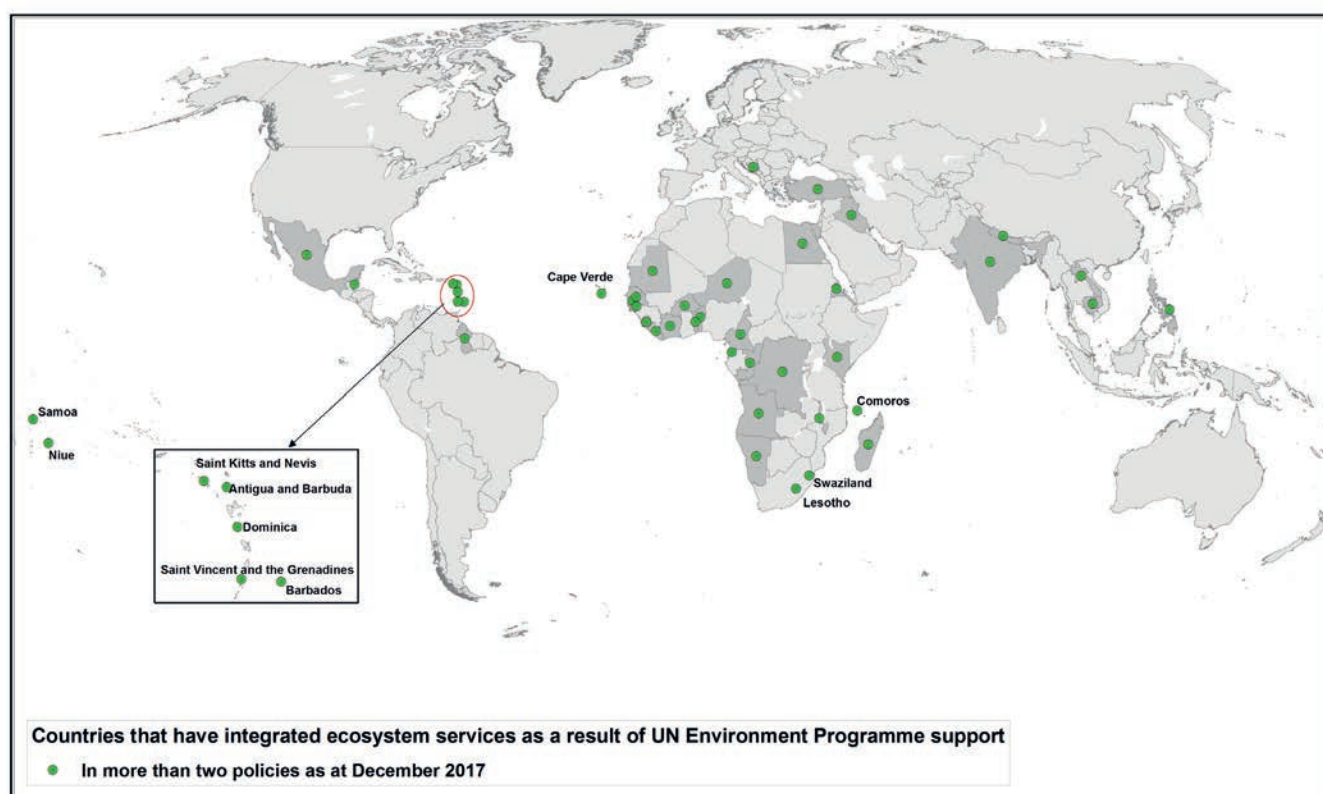 Cape Verde
Samoa
Niue
Comoros
Swaziland
Lesotho
Saint Kitts and Nevis
Antigua and Barbuda
Dominica
Saint Vincent and the Grenadines
Barbados
Countries that have integrated ecosystem services as a result of UN Environment Programme support
In more than two policies as at December 2017